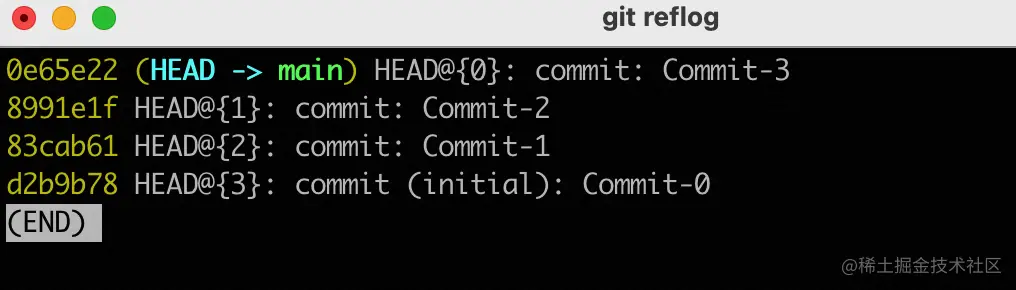 git reflog
0e65e22 (HEAD -> main) HEAD@{0}: commit: Commit-3
8991e1f HEAD@{1}: commit: Commit-2
83cab61 HEAD@{2}: commit: Commit-1
d2b9b78 HEAD@{3}: commit (initial): Commit-0
(END)
@稀土掘金技术社区